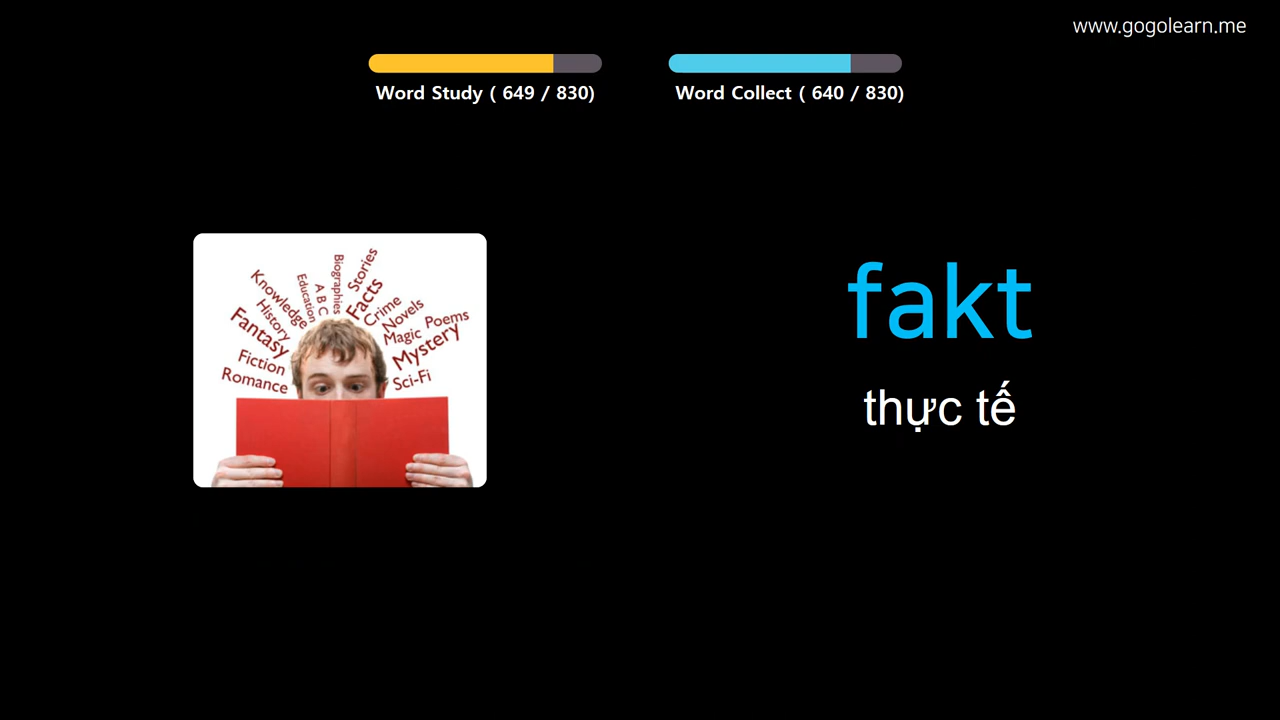 www.gogolearn.me
Word Study ( 649 / 830)
Word Collect ( 640 / 830)
Romance
Fiction
Fantasy
History
Knowledge
Education
A B C
Biographies
Stories
Facts
Crime
Novels
Magic
Poems
Mystery
Sci-Fi
fakt
thực tế